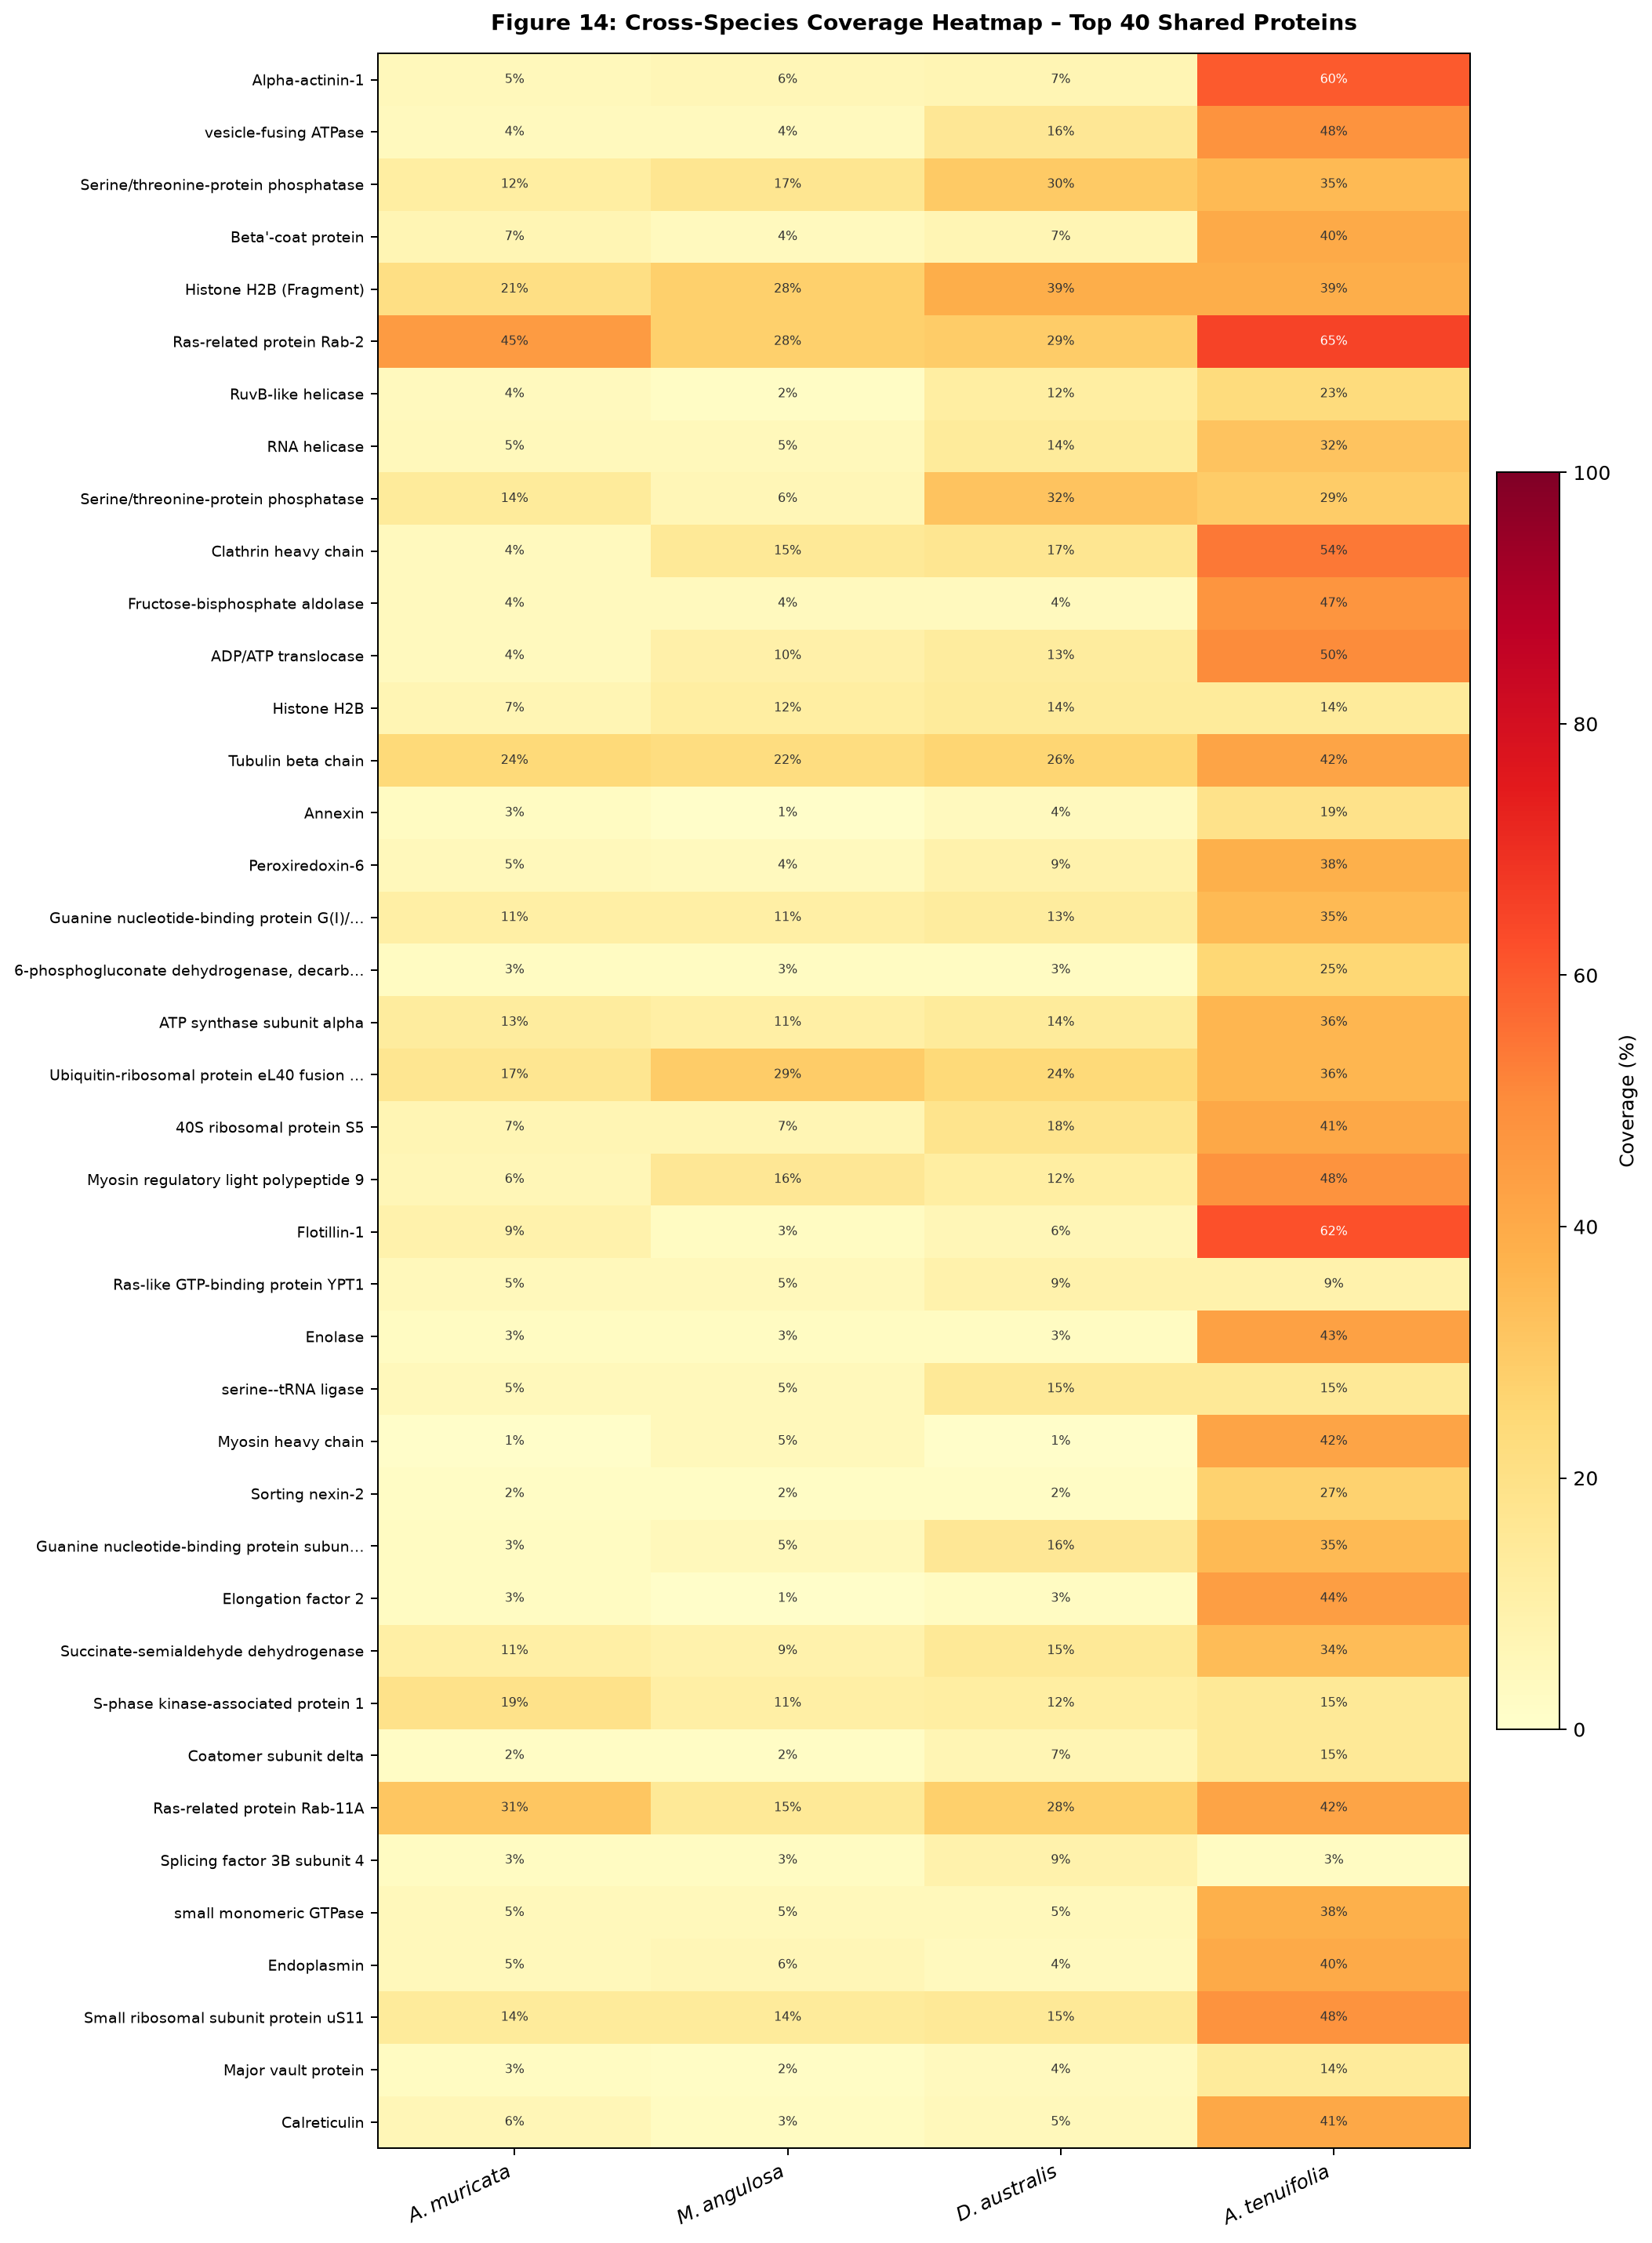 Figure 14: Cross-Species Coverage Heatmap – Top 40 Shared Proteins
Alpha-actinin-1 5% 6% 7% 60%
vesicle-fusing ATPase 4% 4% 16% 48%
Serine/threonine-protein phosphatase 12% 17% 30% 35%
Beta'-coat protein 7% 4% 7% 40%
Histone H2B (Fragment) 21% 28% 39% 39%
Ras-related protein Rab-2 45% 28% 29% 65%
RuvB-like helicase 4% 2% 12% 23%
RNA helicase 5% 5% 14% 32%
Serine/threonine-protein phosphatase 14% 6% 32% 29%
Clathrin heavy chain 4% 15% 17% 54%
Fructose-bisphosphate aldolase 4% 4% 4% 47%
ADP/ATP translocase 4% 10% 13% 50%
Histone H2B 7% 12% 14% 14%
Tubulin beta chain 24% 22% 26% 42%
Annexin 3% 1% 4% 19%
Peroxiredoxin-6 5% 4% 9% 38%
Guanine nucleotide-binding protein G(I)/... 11% 11% 13% 35%
6-phosphogluconate dehydrogenase, decarb... 3% 3% 3% 25%
ATP synthase subunit alpha 13% 11% 14% 36%
Ubiquitin-ribosomal protein eL40 fusion ... 17% 29% 24% 36%
40S ribosomal protein S5 7% 7% 18% 41%
Myosin regulatory light polypeptide 9 6% 16% 12% 48%
Flotillin-1 9% 3% 6% 62%
Ras-like GTP-binding protein YPT1 5% 5% 9% 9%
Enolase 3% 3% 3% 43%
serine--tRNA ligase 5% 5% 15% 15%
Myosin heavy chain 1% 5% 1% 42%
Sorting nexin-2 2% 2% 2% 27%
Guanine nucleotide-binding protein subun... 3% 5% 16% 35%
Elongation factor 2 3% 1% 3% 44%
Succinate-semialdehyde dehydrogenase 11% 9% 15% 34%
S-phase kinase-associated protein 1 19% 11% 12% 15%
Coatomer subunit delta 2% 2% 7% 15%
Ras-related protein Rab-11A 31% 15% 28% 42%
Splicing factor 3B subunit 4 3% 3% 9% 3%
small monomeric GTPase 5% 5% 5% 38%
Endoplasmin 5% 6% 4% 40%
Small ribosomal subunit protein uS11 14% 14% 15% 48%
Major vault protein 3% 2% 4% 14%
Calreticulin 6% 3% 5% 41%
A. muricata M. angulosa D. australis A. tenuifolia
100
80
60
40
20
0
Coverage (%)